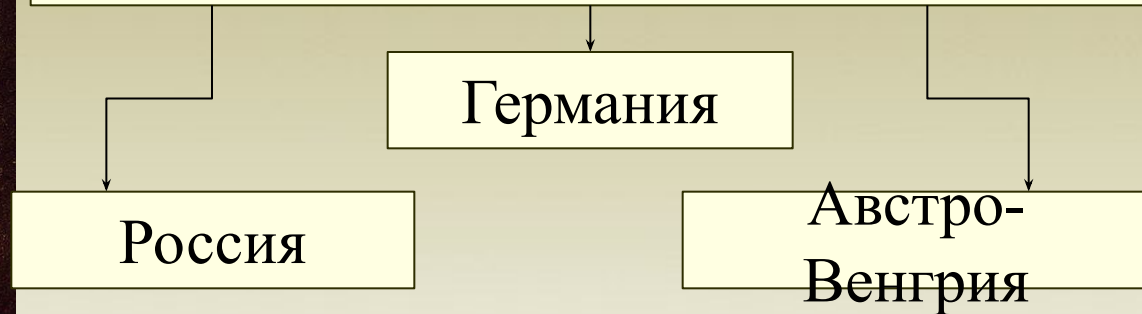 Германия
Россия
Австро-
Венгрия